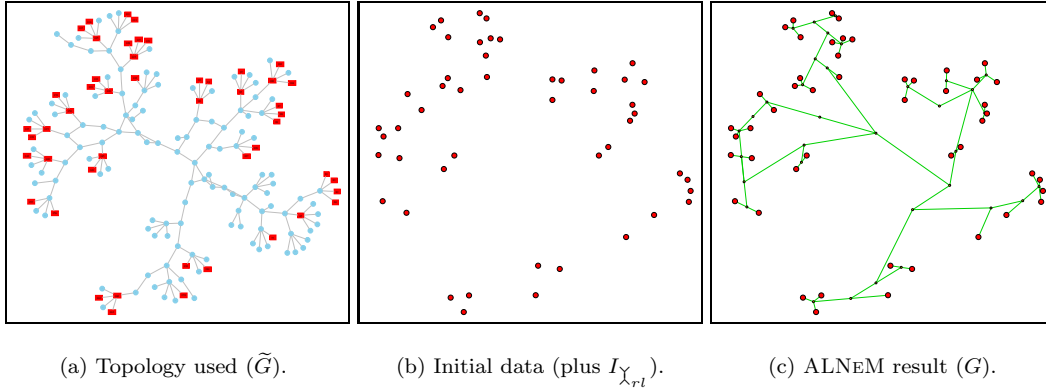 (a) Topology used (G̃).
(b) Initial data (plus I_{⅄ rl}).
(c) ALNEM result (G).